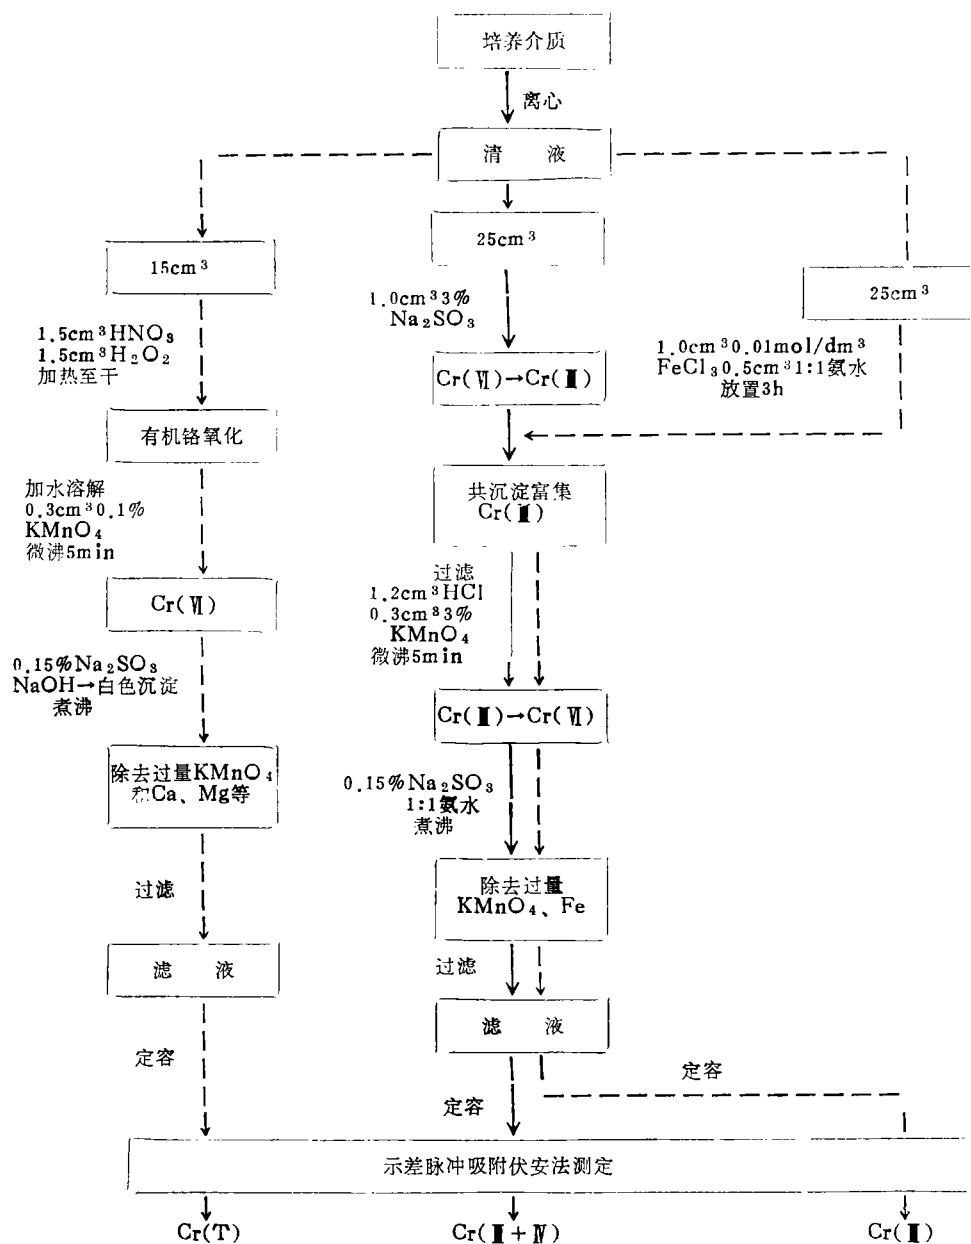 培养介质
离心
清 液
15cm³
25cm³
25cm³
1.5cm³HNO₃
1.5cm³H₂O₂
加热至干
1.0cm³3%
Na₂SO₃
1.0cm³0.01mol/dm³
FeCl₃0.5cm³1:1氨水
放置3h
Cr(Ⅵ)→Cr(Ⅲ)
有机铬氧化
加水溶解
0.3cm³0.1%
KMnO₄
微沸5min
共沉淀富集
Cr(Ⅲ)
过滤
1.2cm³HCl
0.3cm³3%
KMnO₄
微沸5min
Cr(Ⅵ)
0.15%Na₂SO₃
NaOH→白色沉淀
煮沸
Cr(Ⅲ)→Cr(Ⅵ)
0.15%Na₂SO₃
1:1氨水
煮沸
除去过量KMnO₄
和Ca、Mg等
除去过量
KMnO₄、Fe
过滤
过滤
滤 液
滤 液
定容
定容
定容
示差脉冲吸附伏安法测定
Cr(T)
Cr(Ⅲ+Ⅳ)
Cr(Ⅲ)